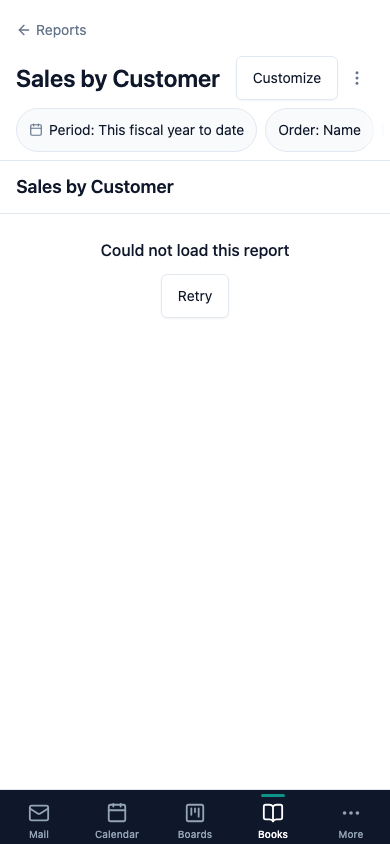 Reports
Sales by Customer
Customize
Period: This fiscal year to date
Order: Name
Sales by Customer
Could not load this report
Retry
Mail
Calendar
Boards
Books
More